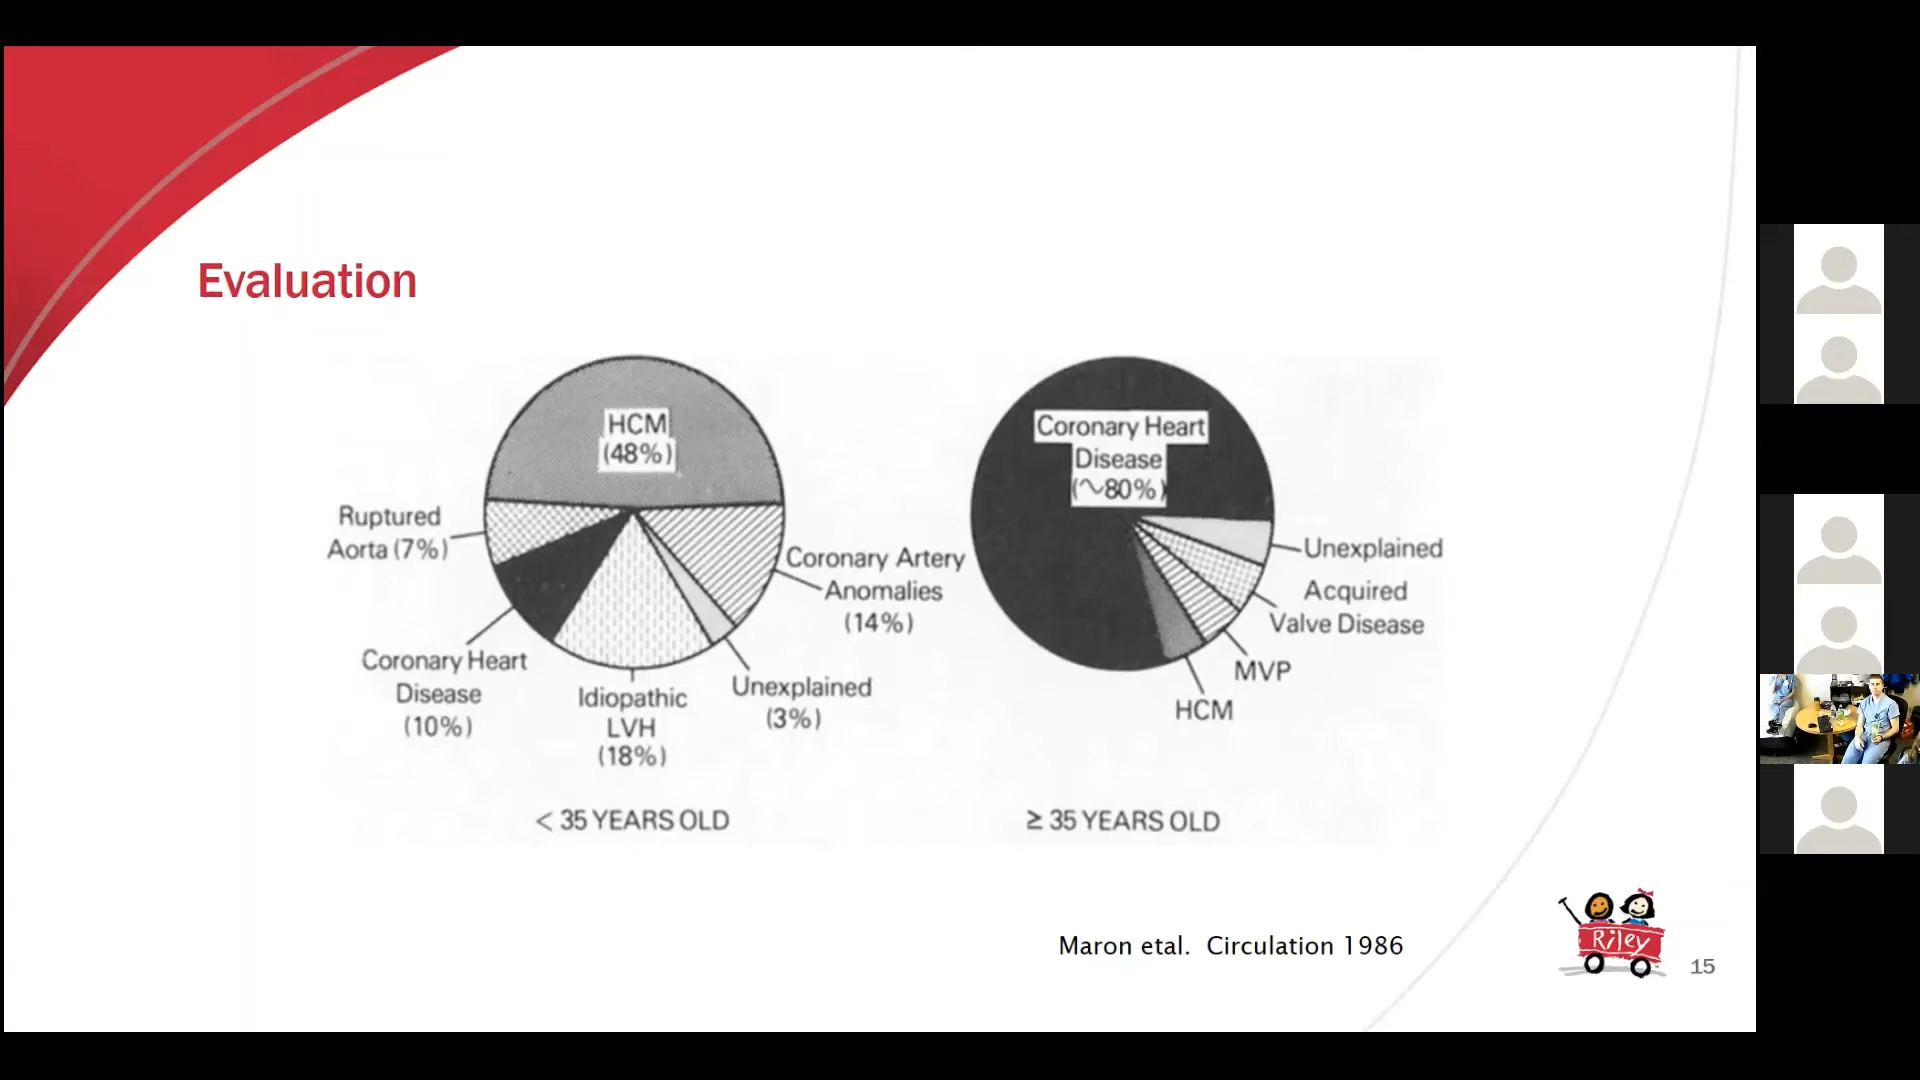 Evaluation
HCM
(48%)
Ruptured
Aorta (7%)
Coronary Heart
Disease
(10%)
Idiopathic
LVH
(18%)
Unexplained
(3%)
Coronary Artery
Anomalies
(14%)
< 35 YEARS OLD
Coronary Heart
Disease
(~80%)
Unexplained
Acquired
Valve Disease
MVP
HCM
≥ 35 YEARS OLD
Maron etal. Circulation 1986
Riley
15